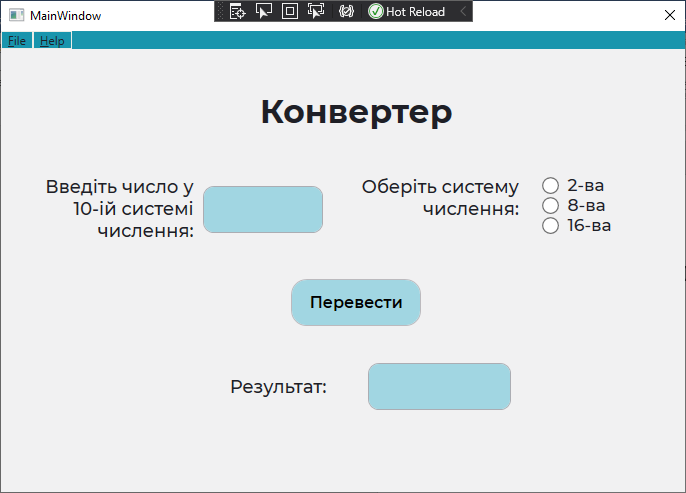 MainWindow
Hot Reload
File Help
Конвертер
Введіть число у
10-ій системі
числення:
Оберіть систему
числення:
2-ва
8-ва
16-ва
Перевести
Результат: